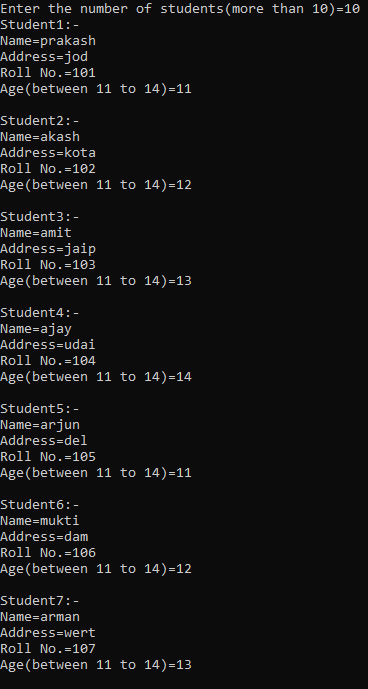 Enter the number of students(more than 10)=10
Student1:-
Name=prakash
Address=jod
Roll No.=101
Age(between 11 to 14)=11
Student2:-
Name=akash
Address=kota
Roll No.=102
Age(between 11 to 14)=12
Student3:-
Name=amit
Address=jaip
Roll No.=103
Age(between 11 to 14)=13
Student4:-
Name=ajay
Address=udai
Roll No.=104
Age(between 11 to 14)=14
Student5:-
Name=arjun
Address=del
Roll No.=105
Age(between 11 to 14)=11
Student6:-
Name=mukti
Address=dam
Roll No.=106
Age(between 11 to 14)=12
Student7:-
Name=arman
Address=wert
Roll No.=107
Age(between 11 to 14)=13